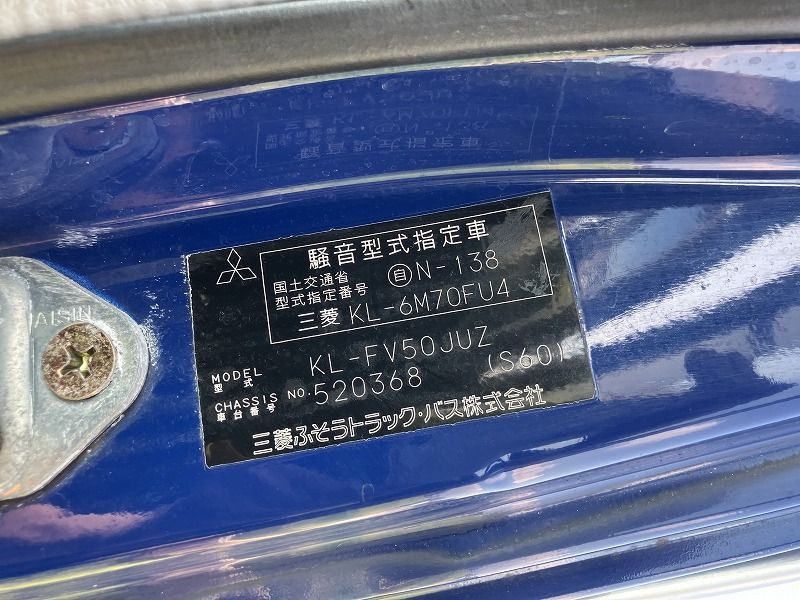 騒音型式指定車
国土交通省
型式指定番号 自N-138
三菱 KL-6M70FU4
MODEL
型式 KL-FV50JUZ
CHASSIS NO.
車台番号 520368 (S60)
三菱ふそうトラック・バス株式会社
AISIN